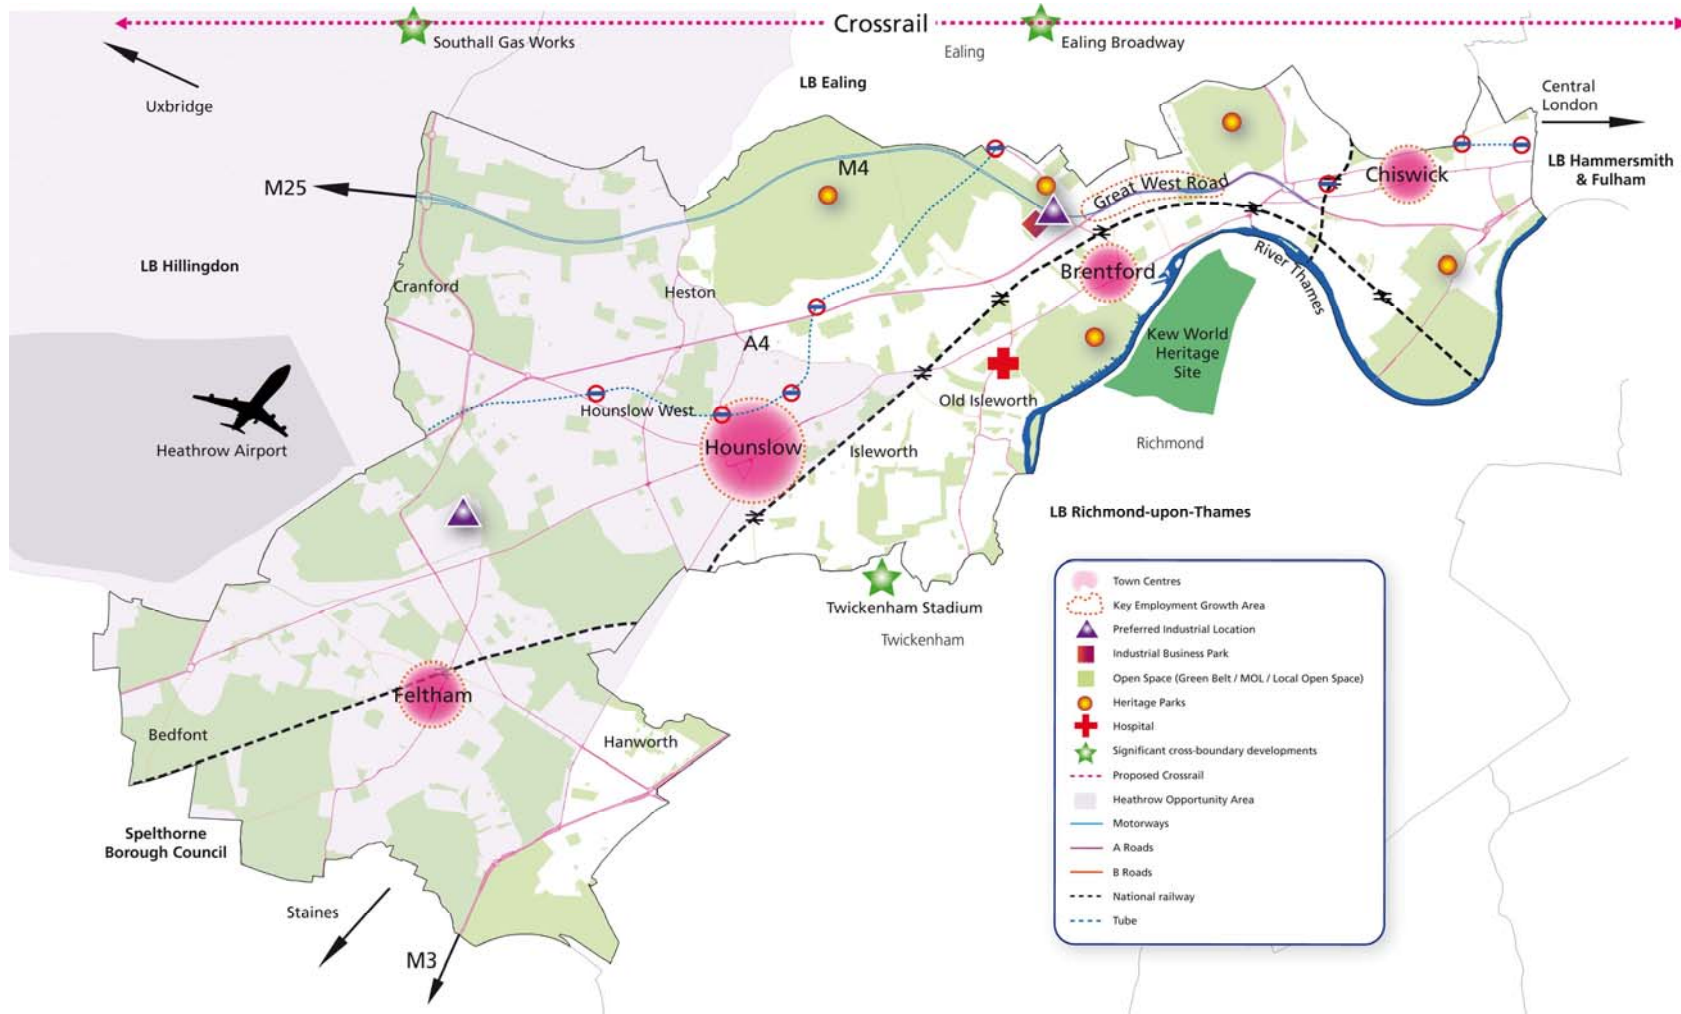 Crossrail
Southall Gas Works
Ealing Broadway
Ealing
Uxbridge
LB Ealing
Central
London
M4
LB Hammersmith
& Fulham
Chiswick
M25
Great West Road
LB Hillingdon
Brentford
River Thames
Cranford
Heston
Kew World
Heritage
Site
A4
Hounslow West
Old Isleworth
Heathrow Airport
Hounslow
Isleworth
Richmond
LB Richmond-upon-Thames
Twickenham Stadium
Twickenham
Feltham
Bedfont
Hanworth
Spelthorne
Borough Council
Staines
M3
Town Centres
Key Employment Growth Area
Preferred Industrial Location
Industrial Business Park
Open Space (Green Belt / MOL / Local Open Space)
Heritage Parks
Hospital
Significant cross-boundary developments
Proposed Crossrail
Heathrow Opportunity Area
Motorways
A Roads
B Roads
National railway
Tube